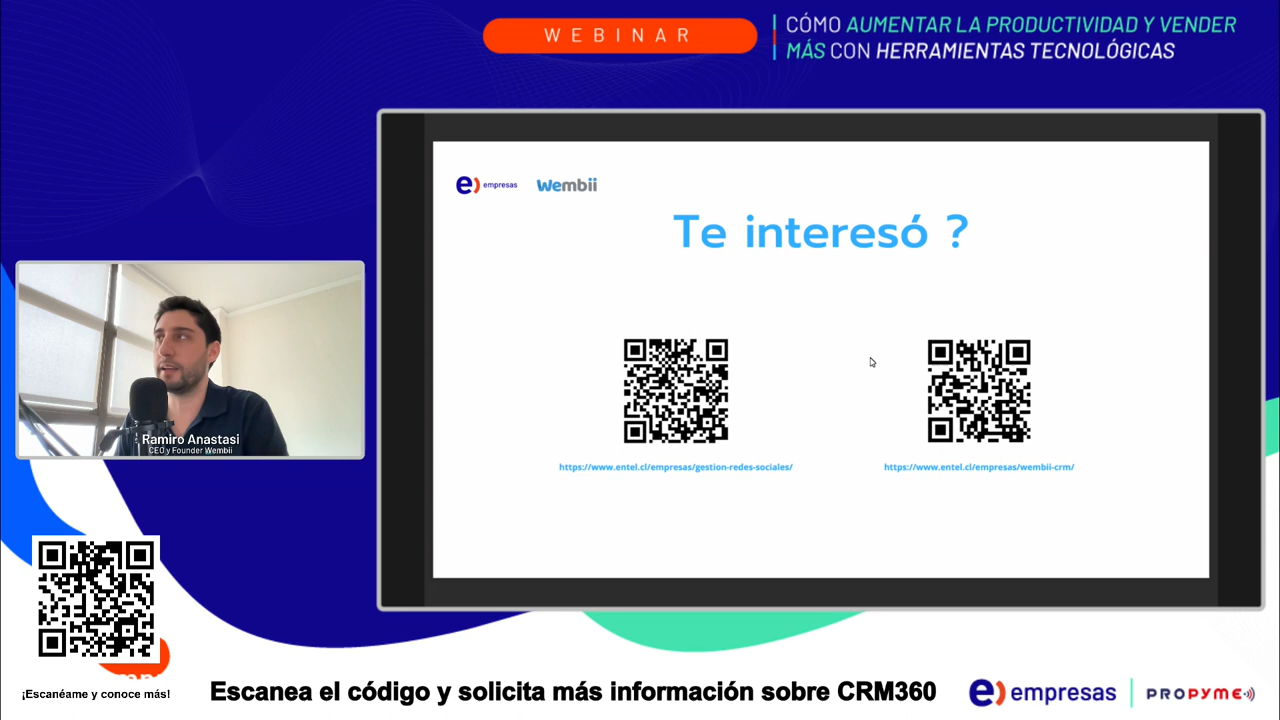 WEBINAR
CÓMO AUMENTAR LA PRODUCTIVIDAD Y VENDER
MÁS CON HERRAMIENTAS TECNOLÓGICAS
e) empresas
Wembii
Te interesó ?
https://www.entel.cl/empresas/gestion-redes-sociales/
https://www.entel.cl/empresas/wembii-crm/
Ramiro Anastasi
CEO y Founder Wembii
¡Escanéame y conoce más!
Escanea el código y solicita más información sobre CRM360
e) empresas
PROPYME